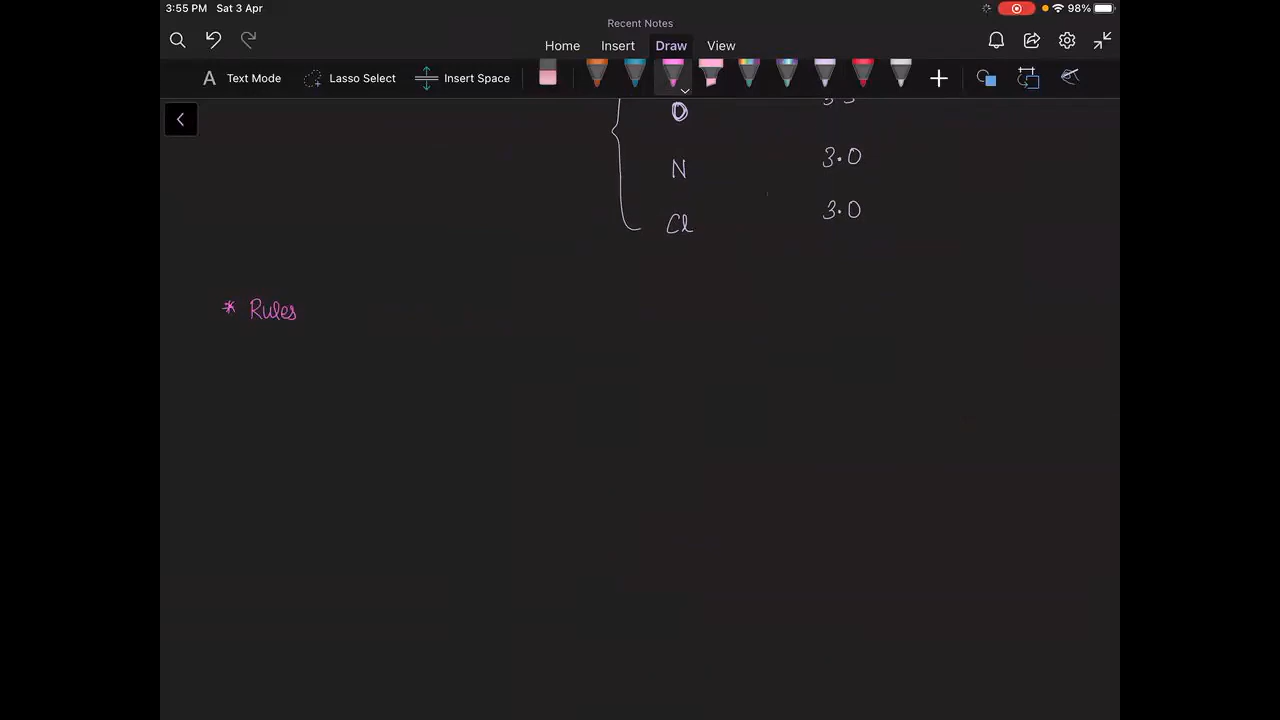 3:55 PM Sat 3 Apr
98%
Recent Notes
Home Insert Draw View
A Text Mode Lasso Select Insert Space
O
N 3.0
Cl 3.0
* Rules